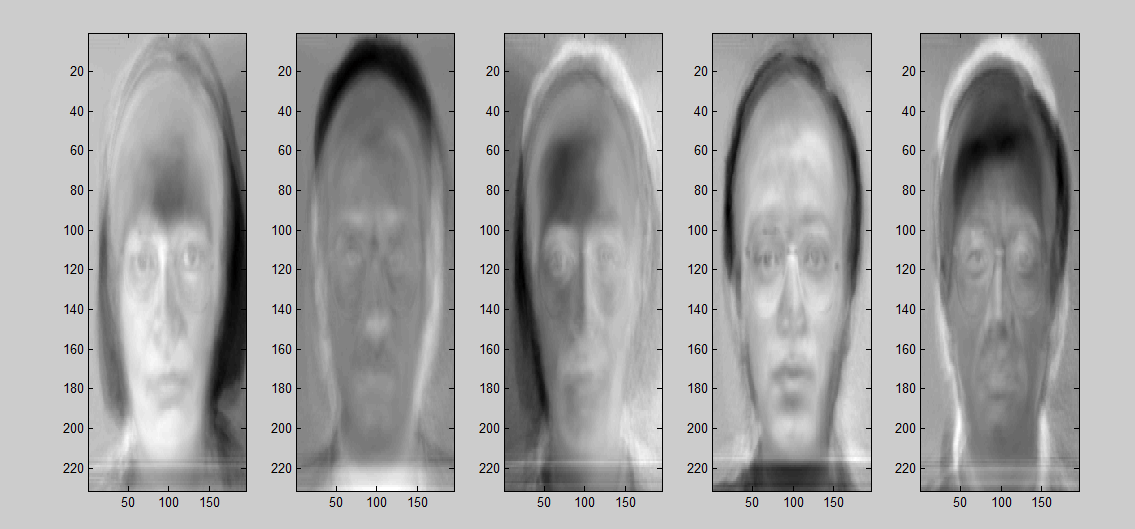 20 20 20 20 20
40 40 40 40 40
60 60 60 60 60
80 80 80 80 80
100 100 100 100 100
120 120 120 120 120
140 140 140 140 140
160 160 160 160 160
180 180 180 180 180
200 200 200 200 200
220 220 220 220 220
50 100 150 50 100 150 50 100 150 50 100 150 50 100 150